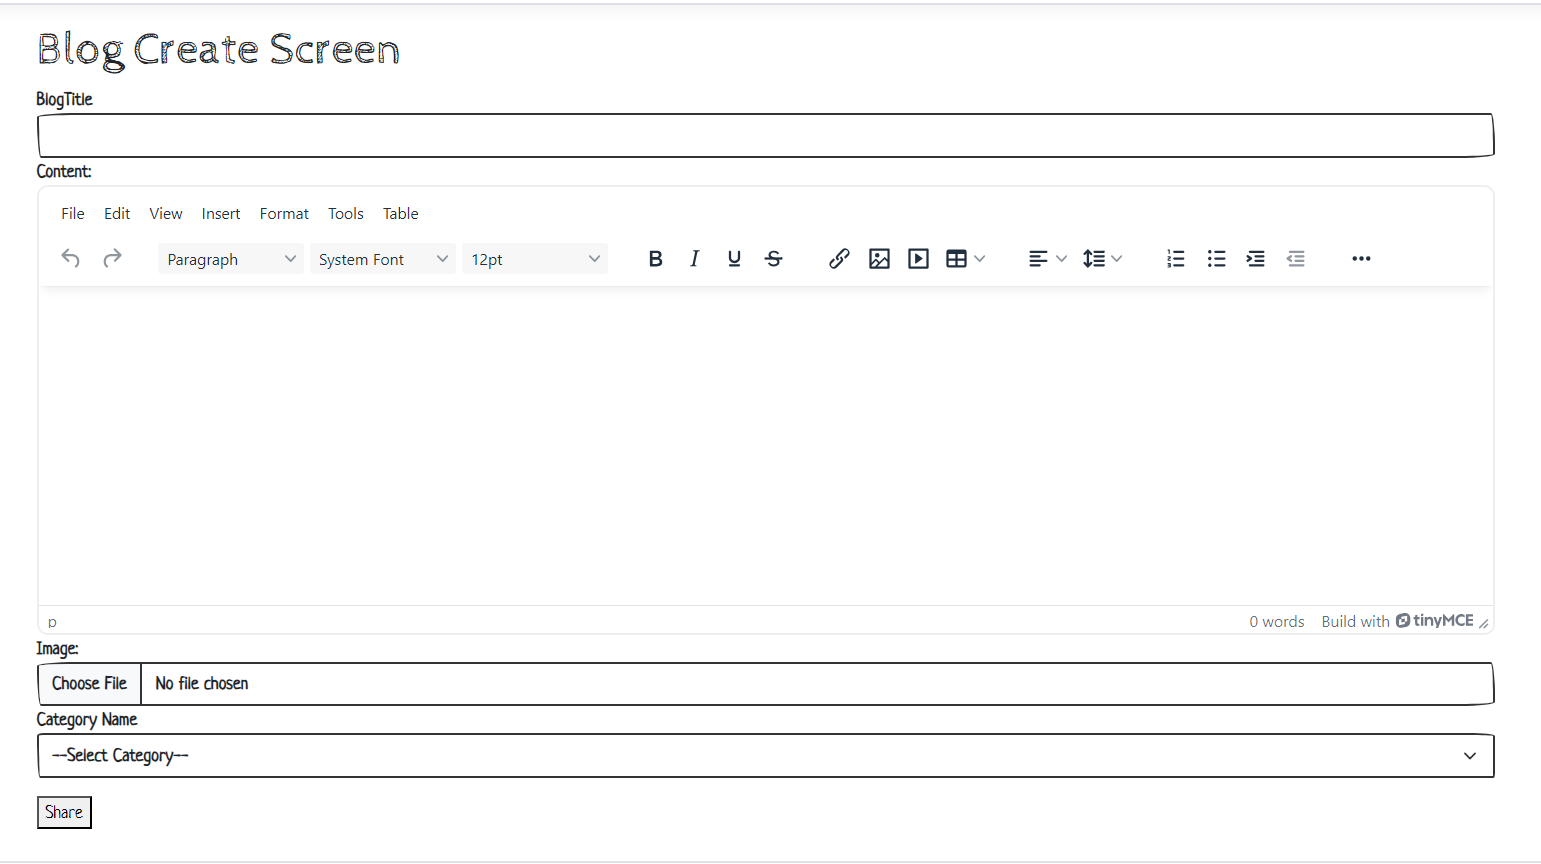 Blog Create Screen
BlogTitle
Content:
File Edit View Insert Format Tools Table
Paragraph System Font 12pt B I U S
p 0 words Build with tinyMCE
Image:
Choose File No file chosen
Category Name
--Select Category--
Share